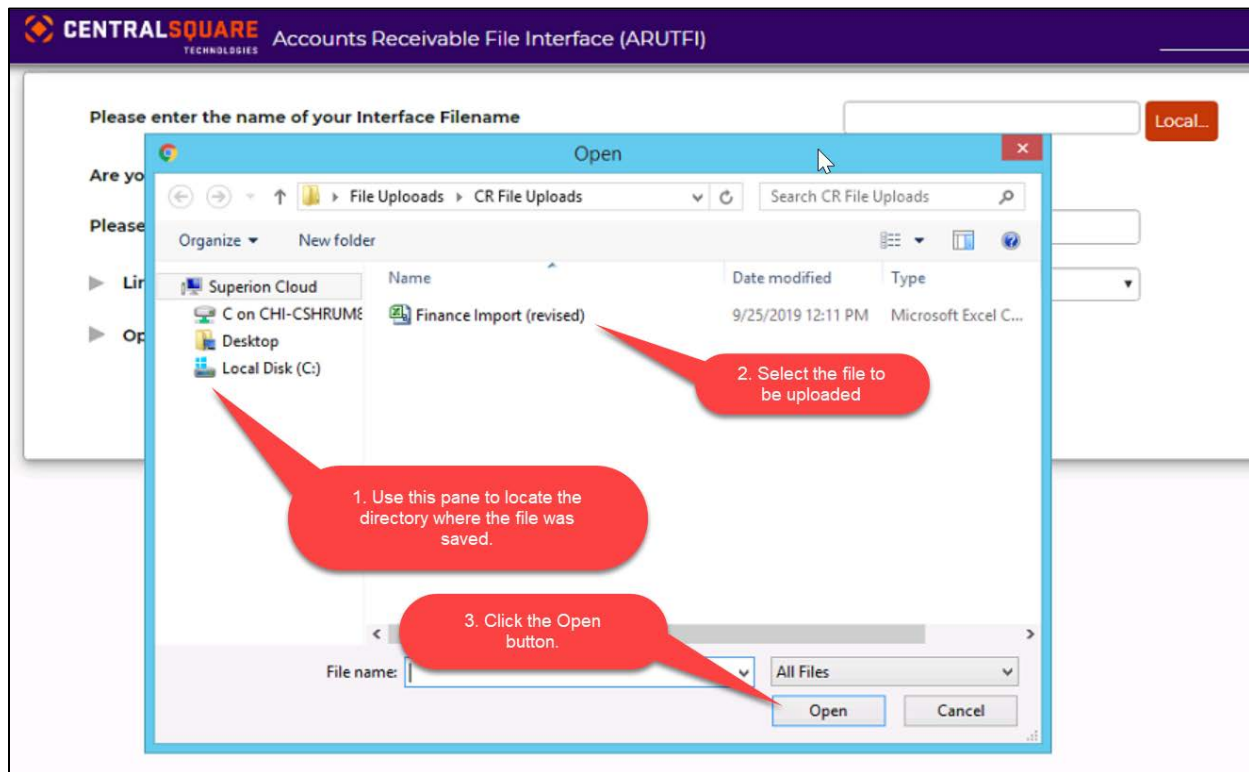 CENTRALSQUARE
TECHNOLOGIES
Accounts Receivable File Interface (ARUTFI)
Please enter the name of your Interface Filename
Local...
Open
Are yo
File Uplooads
CR File Uploads
Search CR File Uploads
Please
Organize
New folder
Lin
Superion Cloud
Name
Date modified
Type
C on CHI-CSHRUM8
Finance Import (revised)
9/25/2019 12:11 PM
Microsoft Excel C...
Op
Desktop
Local Disk (C:)
2. Select the file to
be uploaded
1. Use this pane to locate the
directory where the file was
saved.
3. Click the Open
button.
File name:
All Files
Open
Cancel